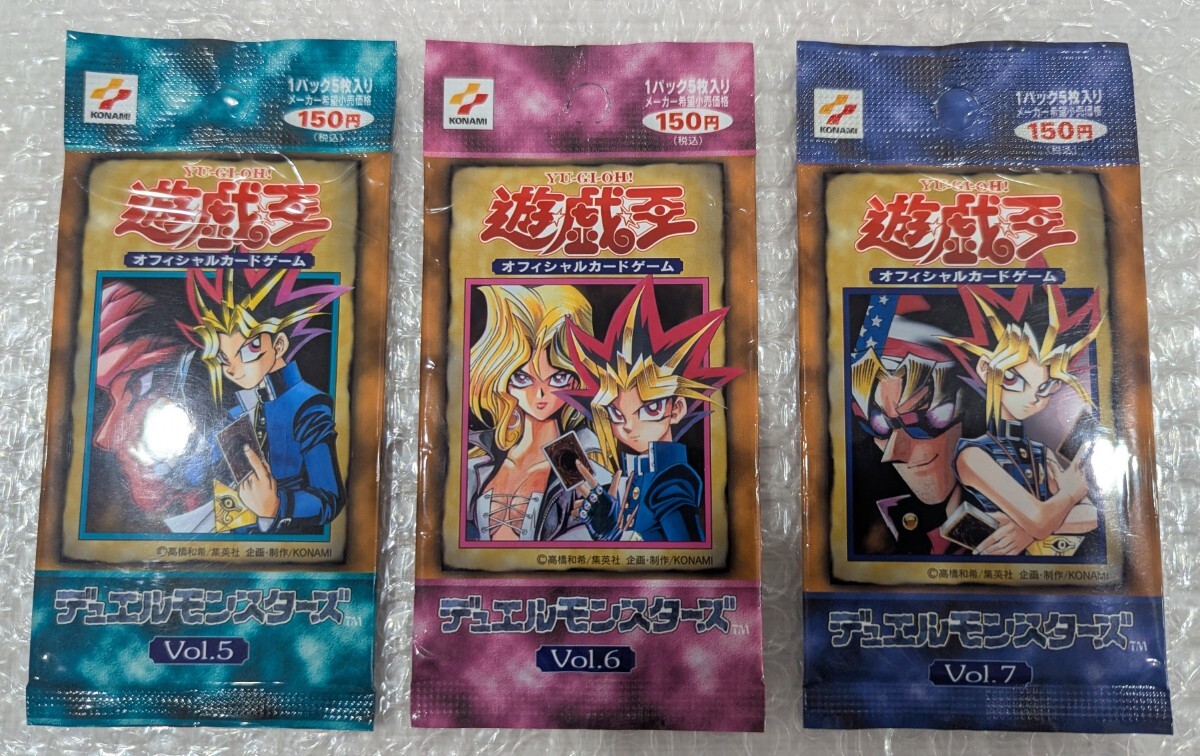 KONAMI
1パック5枚入り
メーカー希望小売価格
150円
(税込)
YU-GI-OH!
遊☆戯☆王
オフィシャルカードゲーム
©高橋和希/集英社 企画・制作/KONAMI
デュエルモンスターズ™
Vol.5
KONAMI
1パック5枚入り
メーカー希望小売価格
150円
(税込)
YU-GI-OH!
遊☆戯☆王
オフィシャルカードゲーム
©高橋和希/集英社 企画・制作/KONAMI
デュエルモンスターズ™
Vol.6
KONAMI
1パック5枚入り
メーカー希望小売価格
150円
(税込)
YU-GI-OH!
遊☆戯☆王
オフィシャルカードゲーム
©高橋和希/集英社 企画・制作/KONAMI
デュエルモンスターズ™
Vol.7